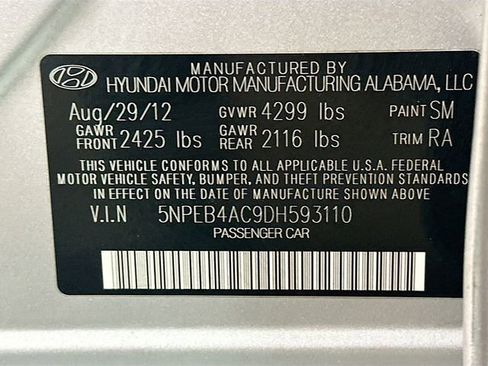 MANUFACTURED BY
HYUNDAI MOTOR MANUFACTURING ALABAMA, LLC
Aug/29/12 GVWR 4299 lbs PAINT SM
GAWR FRONT 2425 lbs GAWR REAR 2116 lbs TRIM RA
THIS VEHICLE CONFORMS TO ALL APPLICABLE U.S.A. FEDERAL
MOTOR VEHICLE SAFETY, BUMPER, AND THEFT PREVENTION STANDARDS
IN EFFECT ON THE DATE OF MANUFACTURE SHOWN ABOVE
V.I.N 5NPEB4AC9DH593110
PASSENGER CAR